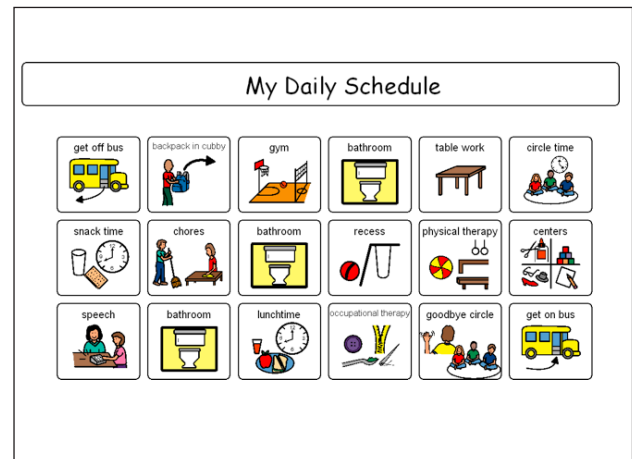 My Daily Schedule
get off bus
backpack in cubby
gym
bathroom
table work
circle time
snack time
chores
bathroom
recess
physical therapy
centers
speech
bathroom
lunchtime
occupational therapy
goodbye circle
get on bus